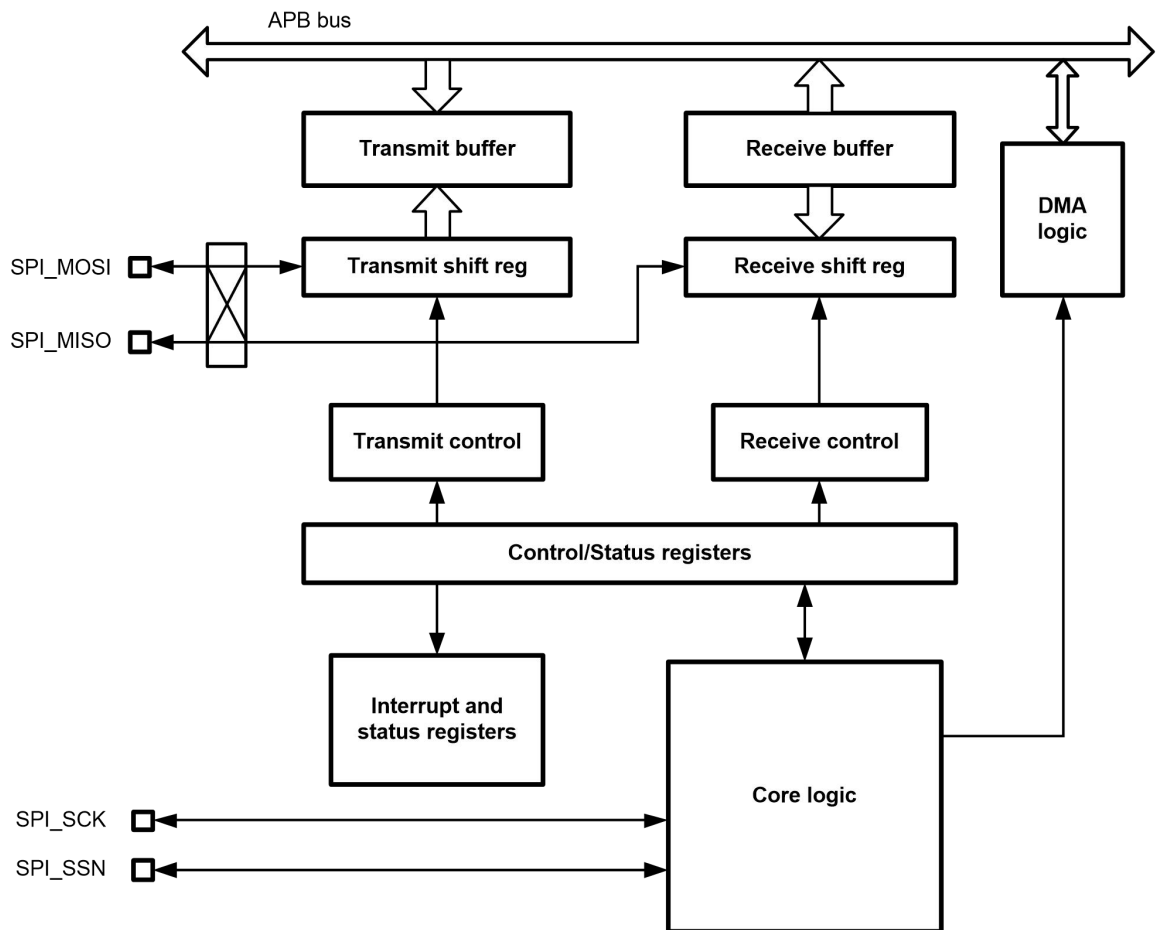 APB bus
Transmit buffer
Receive buffer
DMA
logic
SPI_MOSI
Transmit shift reg
Receive shift reg
SPI_MISO
Transmit control
Receive control
Control/Status registers
Interrupt and
status registers
Core logic
SPI_SCK
SPI_SSN